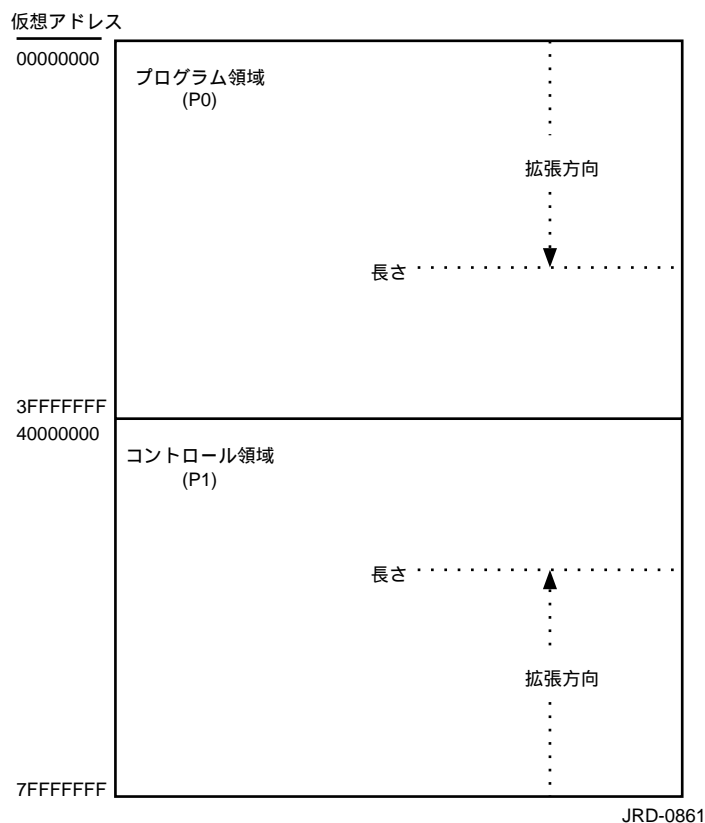 仮想アドレス
00000000
プログラム領域
(P0)
拡張方向
長さ
3FFFFFFF
40000000
コントロール領域
(P1)
長さ
拡張方向
7FFFFFFF
JRD-0861